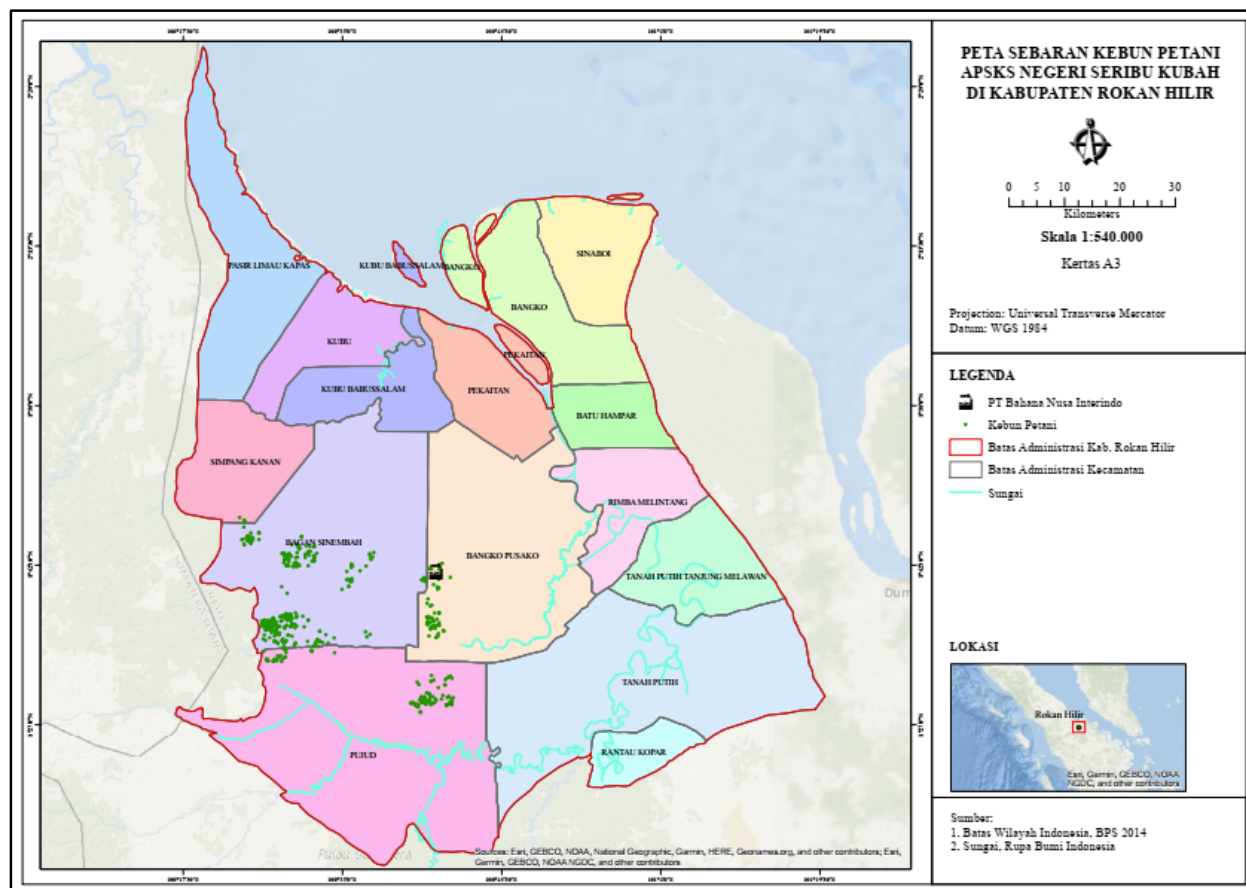 PETA SEBARAN KEBUN PETANI
APSKS NEGERI SERIBU KUBAH
DI KABUPATEN ROKAN HILIR
0 5 10 20 30
Kilometers
Skala 1:540.000
Kertas A3
Projection: Universal Transverse Mercator
Datum: WGS 1984
LEGENDA
PT Bahana Nusa Interindo
Kebun Petani
Batas Administrasi Kab. Rokan Hilir
Batas Administrasi Kecamatan
Sungai
LOKASI
Rokan Hilir
Esri, Garmin, GEBCO, NOAA
NGDC, and other contributors
Sumber:
1. Batas Wilayah Indonesia, BPS 2014
2. Sungai, Rupa Bumi Indonesia
PASIR LIMAU KAPAS
KUBU BABUSSALAM
BANGKO
SINABOI
BANGKO
KUBU
PEKAITAN
KUBU BABUSSALAM
PEKAITAN
BATU HAMPAR
SIMPANG KANAN
RIMBA MELINTANG
BAGAN SINEMBAH
BANGKO PUSAKO
TANAH PUTIH TANJUNG MELAWAN
Dum
TANAH PUTIH
PUJUD
RANTAU KOPAR
Sources: Esri, GEBCO, NOAA, National Geographic, Garmin, HERE, Geonames.org, and other contributors; Esri,
Garmin, GEBCO, NOAA NGDC, and other contributors